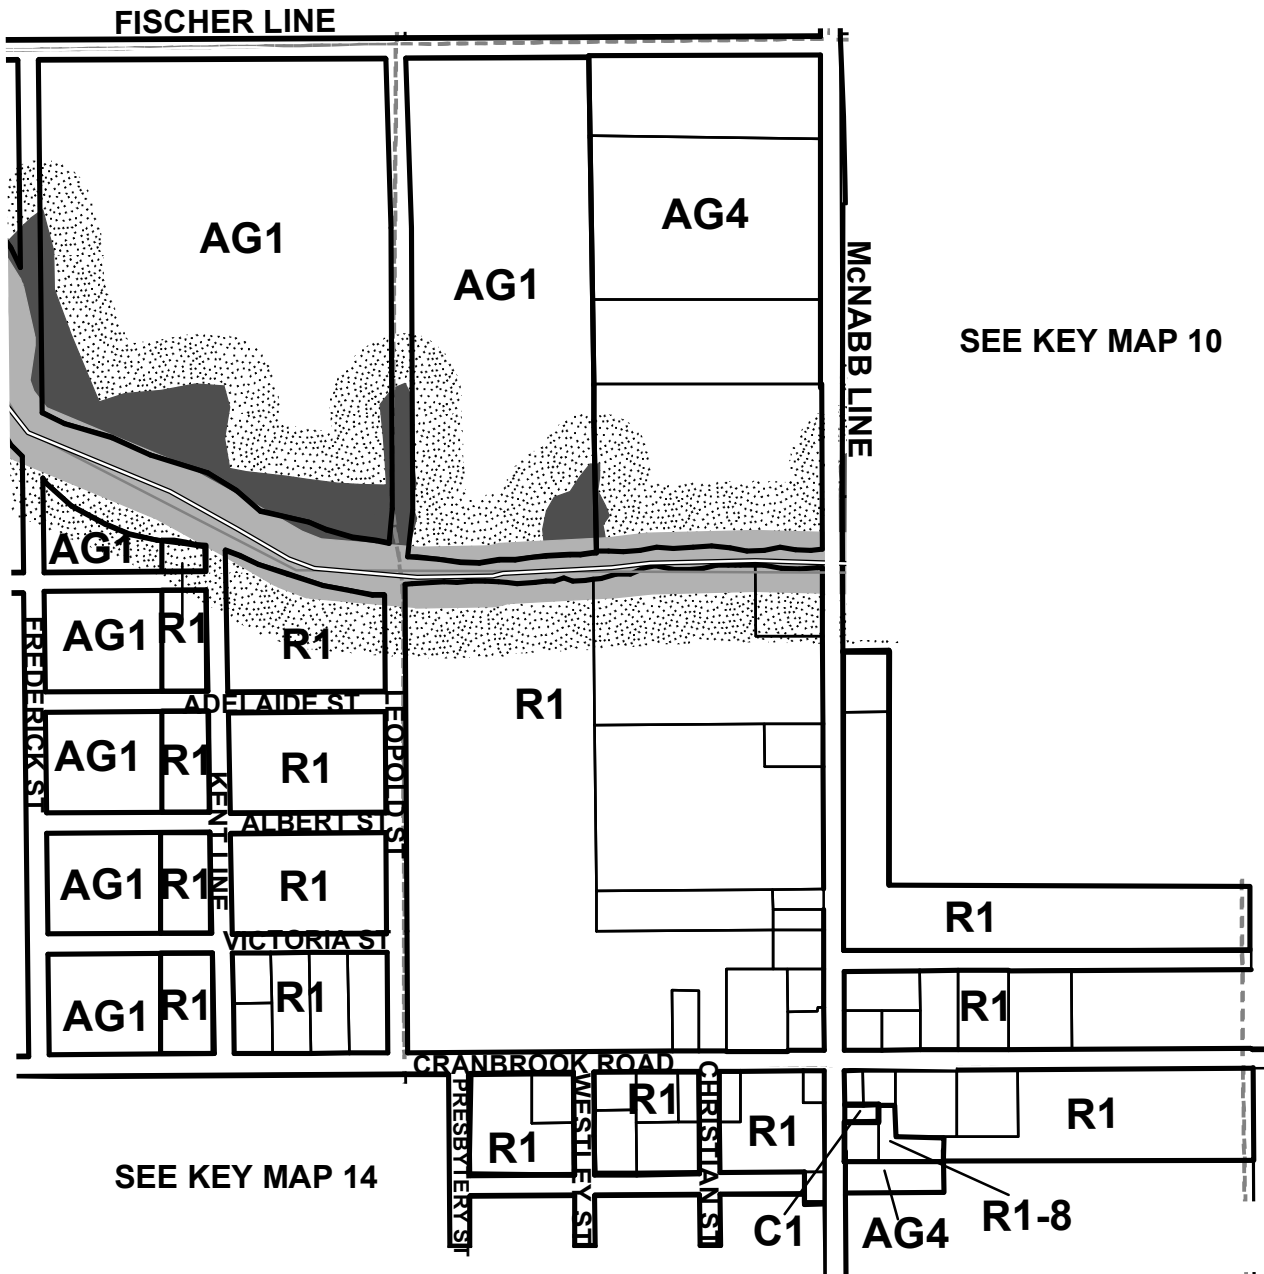 FISCHER LINE
AG1
AG4
AG1
McNABB LINE
SEE KEY MAP 10
AG1
AG1
R1
R1
FREDERICK ST
ADELAIDE ST
LEOPOLD ST
R1
AG1
R1
R1
KENT LINE
ALBERT ST
AG1
R1
R1
R1
VICTORIA ST
AG1
R1
R1
R1
CRANBROOK ROAD
PRESBYTERY ST
WESTLEY ST
CHRISTIAN ST
R1
R1
R1
R1
SEE KEY MAP 14
C1
AG4
R1-8